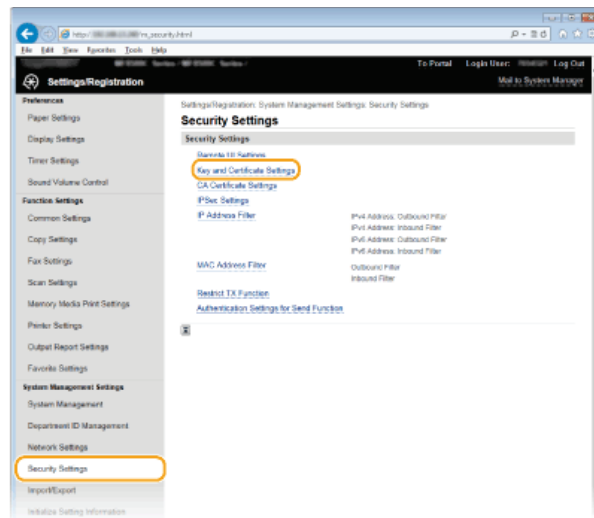 http://
m_security.html
File Edit View Favorites Tools Help
Series / Series /
To Portal Login User: Log Out
Settings/Registration
Mail to System Manager
Preferences
Paper Settings
Display Settings
Timer Settings
Sound Volume Control
Function Settings
Common Settings
Copy Settings
Fax Settings
Scan Settings
Memory Media Print Settings
Printer Settings
Output Report Settings
Favorite Settings
System Management Settings
System Management
Department ID Management
Network Settings
Security Settings
Import/Export
Initialize Setting Information
Settings/Registration: System Management Settings: Security Settings
Security Settings
Security Settings
Remote UI Settings
Key and Certificate Settings
CA Certificate Settings
IPSec Settings
IP Address Filter
IPv4 Address: Outbound Filter
IPv4 Address: Inbound Filter
IPv6 Address: Outbound Filter
IPv6 Address: Inbound Filter
MAC Address Filter
Outbound Filter
Inbound Filter
Restrict TX Function
Authentication Settings for Send Function